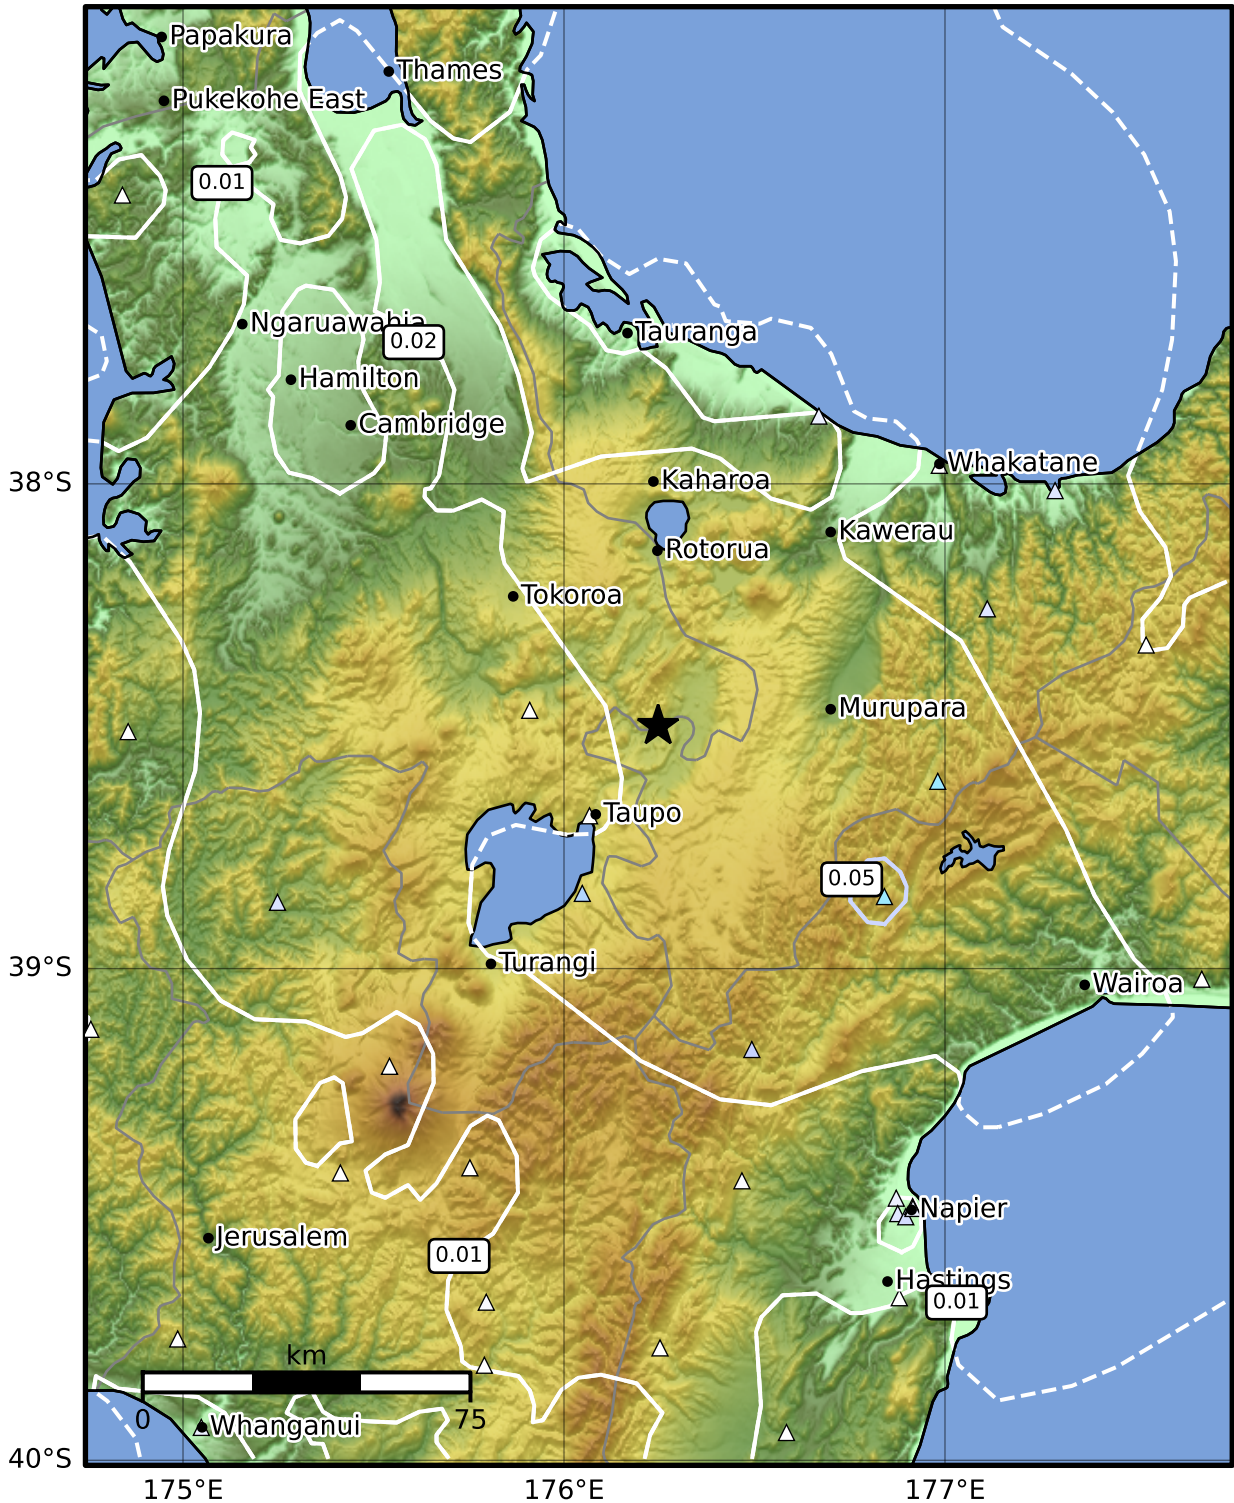 Papakura
Thames
Pukekohe East
0.01
Ngaruawahia
0.02
Tauranga
Hamilton
Cambridge
Whakatane
38°S
Kaharoa
Kawerau
Rotorua
Tokoroa
Murupara
Taupo
0.05
39°S
Turangi
Wairoa
Napier
Jerusalem
0.01
Hastings
0.01
km
0
75
Whanganui
40°S
175°E
176°E
177°E